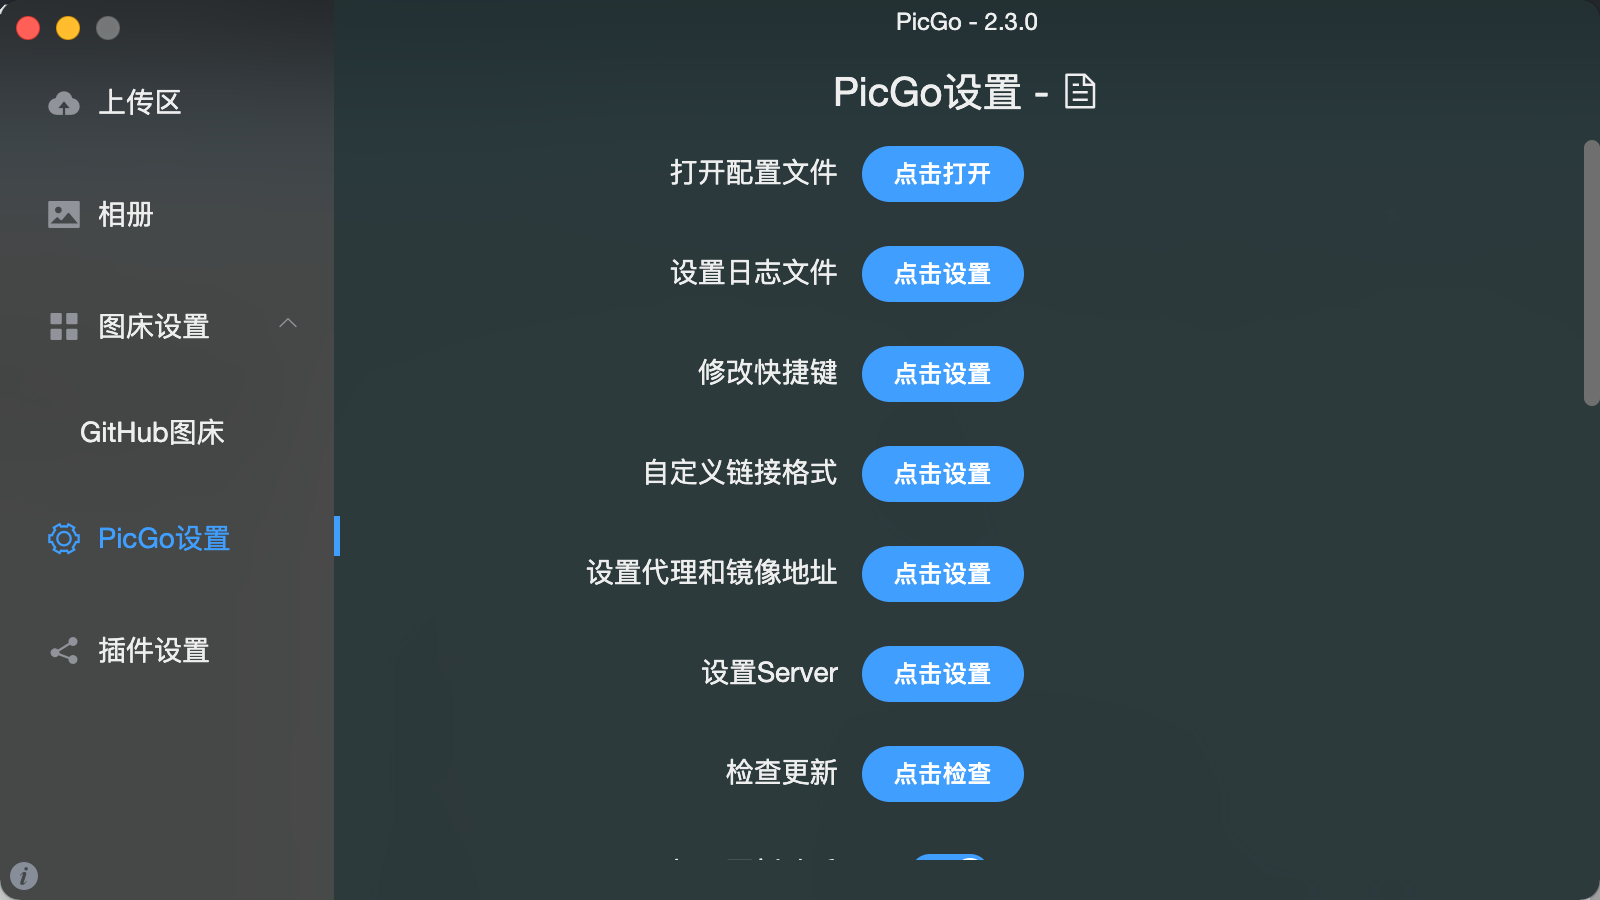 PicGo - 2.3.0
上传区
相册
图床设置
GitHub图床
PicGo设置
插件设置
PicGo设置 -
打开配置文件 点击打开
设置日志文件 点击设置
修改快捷键 点击设置
自定义链接格式 点击设置
设置代理和镜像地址 点击设置
设置Server 点击设置
检查更新 点击检查